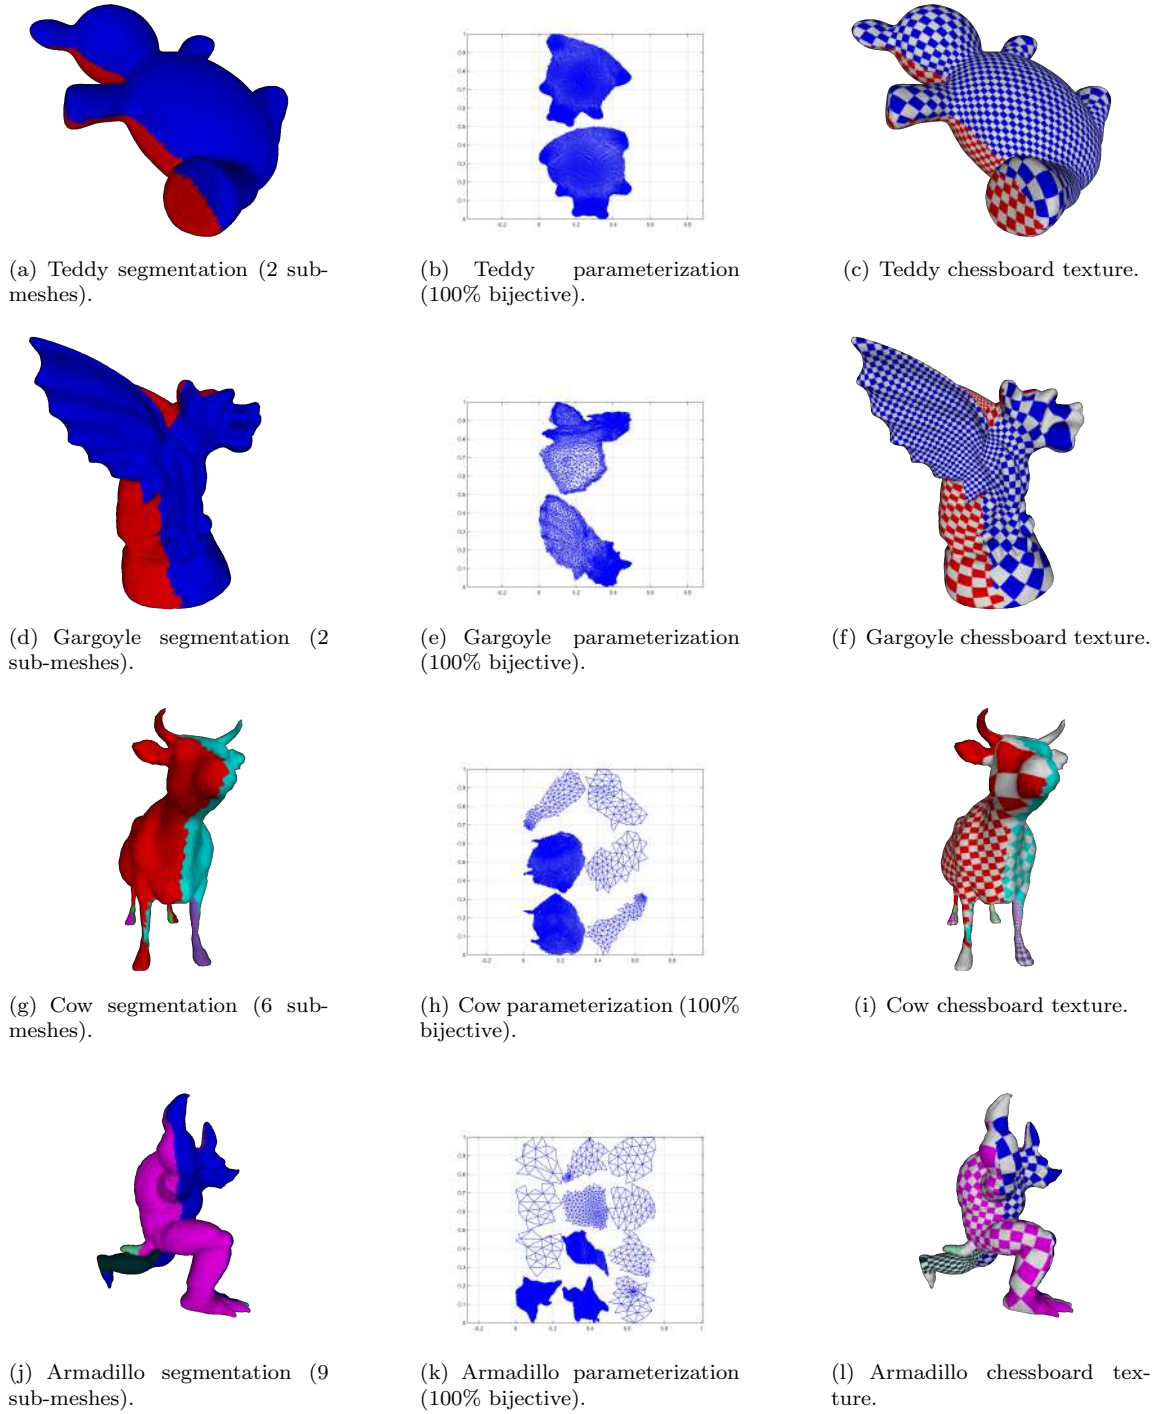 (a) Teddy segmentation (2 sub-
meshes).
(b) Teddy parameterization
(100% bijective).
(c) Teddy chessboard texture.
(d) Gargoyle segmentation (2
sub-meshes).
(e) Gargoyle parameterization
(100% bijective).
(f) Gargoyle chessboard texture.
(g) Cow segmentation (6 sub-
meshes).
(h) Cow parameterization (100%
bijective).
(i) Cow chessboard texture.
(j) Armadillo segmentation (9
sub-meshes).
(k) Armadillo parameterization
(100% bijective).
(l) Armadillo chessboard tex-
ture.